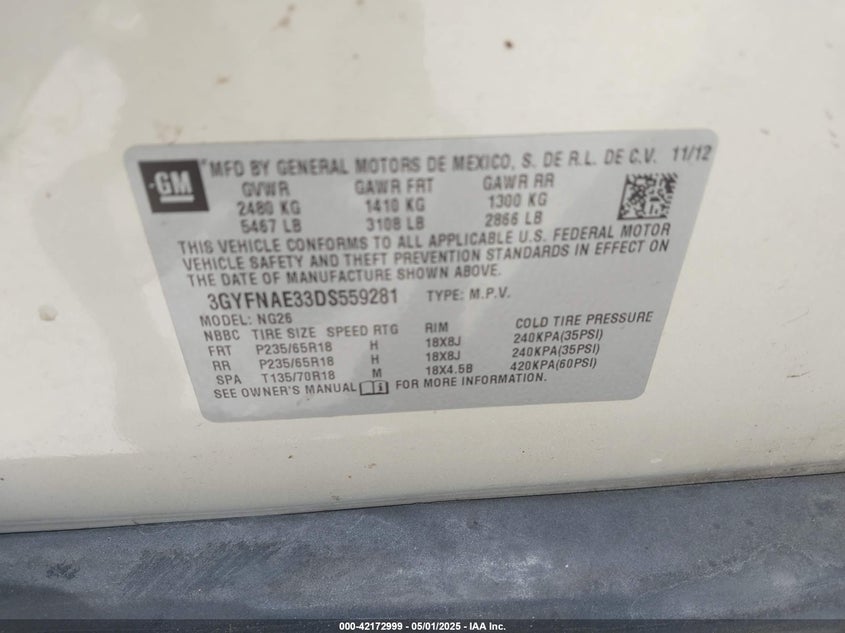 GM
MFD BY GENERAL MOTORS DE MEXICO, S. DE R.L. DE C.V. 11/12
GVWR GAWR FRT GAWR RR
2480 KG 1410 KG 1300 KG
5467 LB 3108 LB 2866 LB
THIS VEHICLE CONFORMS TO ALL APPLICABLE U.S. FEDERAL MOTOR
VEHICLE SAFETY AND THEFT PREVENTION STANDARDS IN EFFECT ON
THE DATE OF MANUFACTURE SHOWN ABOVE.
3GYFNAE33DS559281 TYPE: M.P.V.
MODEL: NG26
NBBC TIRE SIZE SPEED RTG RIM COLD TIRE PRESSURE
FRT P235/65R18 H 18X8J 240KPA(35PSI)
RR P235/65R18 H 18X8J 240KPA(35PSI)
SPA T135/70R18 M 18X4.5B 420KPA(60PSI)
SEE OWNER'S MANUAL FOR MORE INFORMATION.
000-42172999 - 05/01/2025 - IAA Inc.